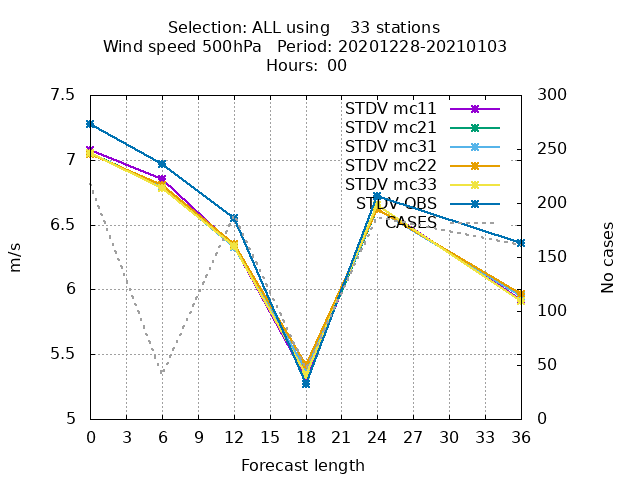 Selection: ALL using    33 stations
Wind speed 500hPa   Period: 20201228-20210103
Hours:  00
7.5
7
6.5
6
5.5
5
m/s
300
250
200
150
100
50
0
No cases
STDV mc11
STDV mc21
STDV mc31
STDV mc22
STDV mc33
STDV OBS
CASES
0 3 6 9 12 15 18 21 24 27 30 33 36
Forecast length